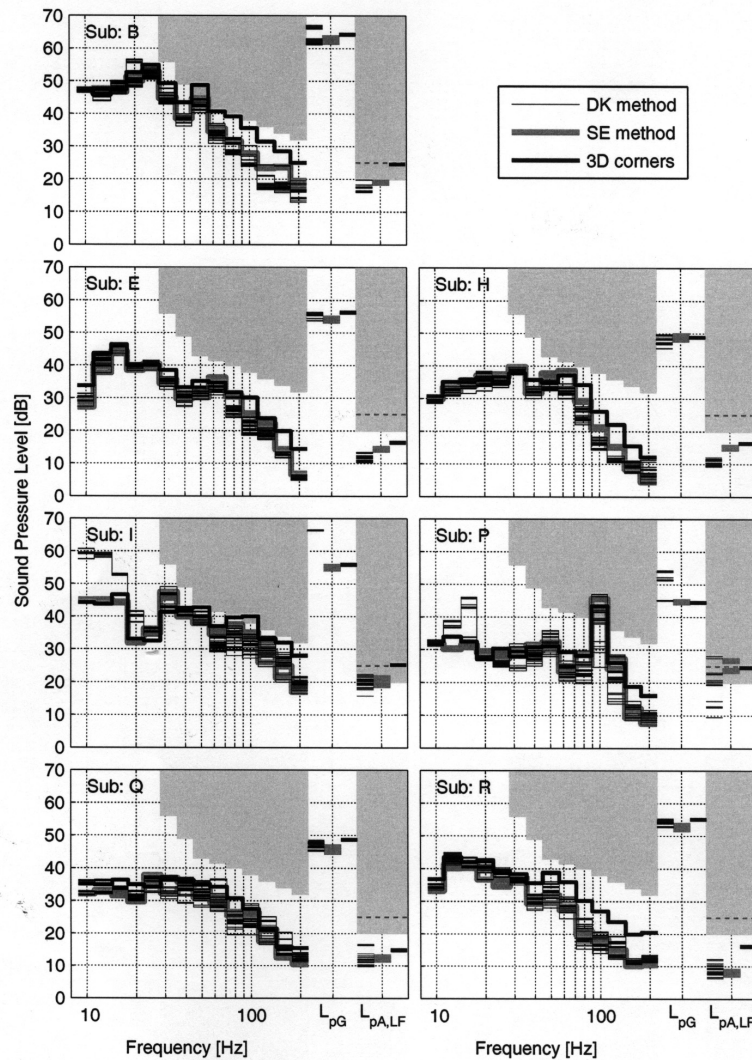 70
60
50
40
30
20
10
0
Sub: B
DK method
SE method
3D corners
Sound Pressure Level [dB]
70
60
50
40
30
20
10
0
Sub: E
Sub: H
70
60
50
40
30
20
10
0
Sub: I
Sub: P
70
60
50
40
30
20
10
0
Sub: Q
Sub: R
10 100 LpG LpA,LF
10 100 LpG LpA,LF
Frequency [Hz]
Frequency [Hz]